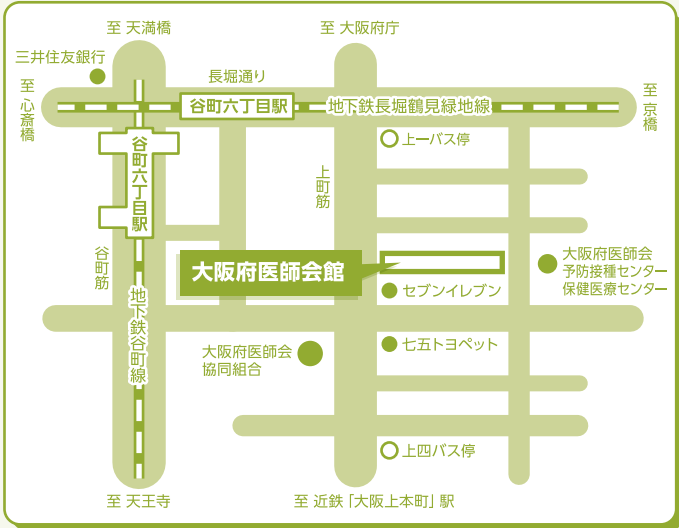 至 天満橋
至 大阪府庁
三井住友銀行
長堀通り
至 心斎橋
至 京橋
谷町六丁目駅
地下鉄長堀鶴見緑地線
谷町六丁目駅
上一バス停
上町筋
谷町筋
大阪府医師会館
大阪府医師会
予防接種センター
保健医療センター
セブンイレブン
地下鉄谷町線
七五トヨペット
大阪府医師会
協同組合
上四バス停
至 天王寺
至 近鉄「大阪上本町」駅